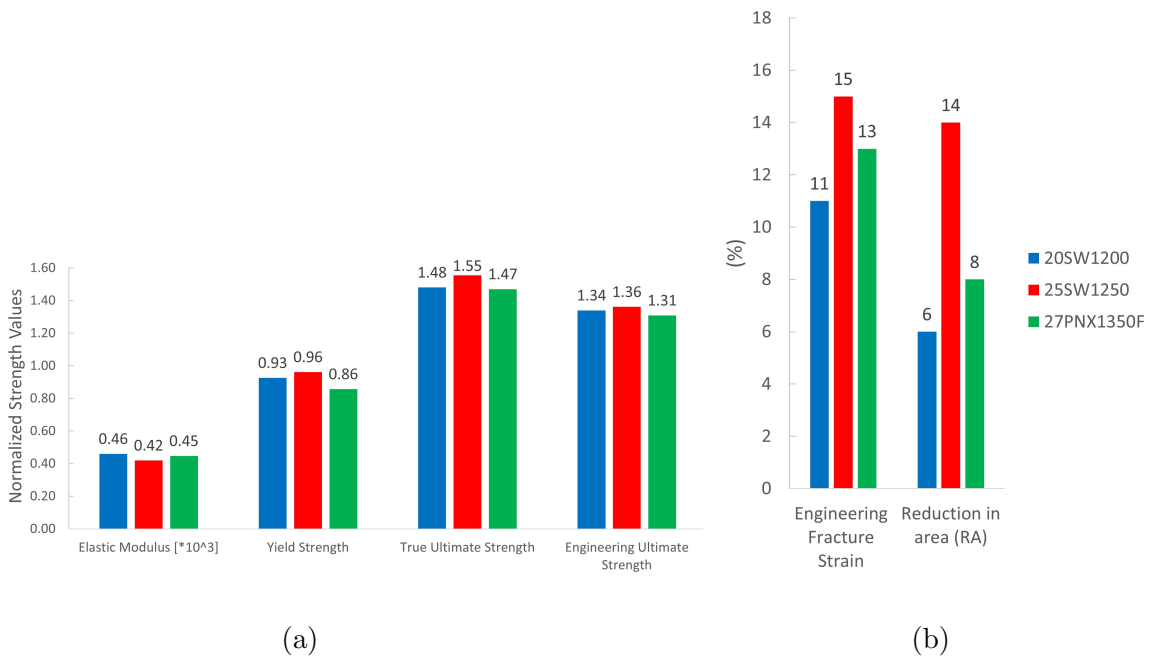 Normalized Strength Values
1.60
1.40
1.20
1.00
0.80
0.60
0.40
0.20
0.00
0.46
0.42
0.45
0.93
0.96
0.86
1.48
1.55
1.47
1.34
1.36
1.31
Elastic Modulus [*10^3]
Yield Strength
True Ultimate Strength
Engineering Ultimate
Strength
(a)
(%)
18
16
14
12
10
8
6
4
2
0
11
15
13
6
14
8
Engineering
Fracture
Strain
Reduction in
area (RA)
20SW1200
25SW1250
27PNX1350F
(b)